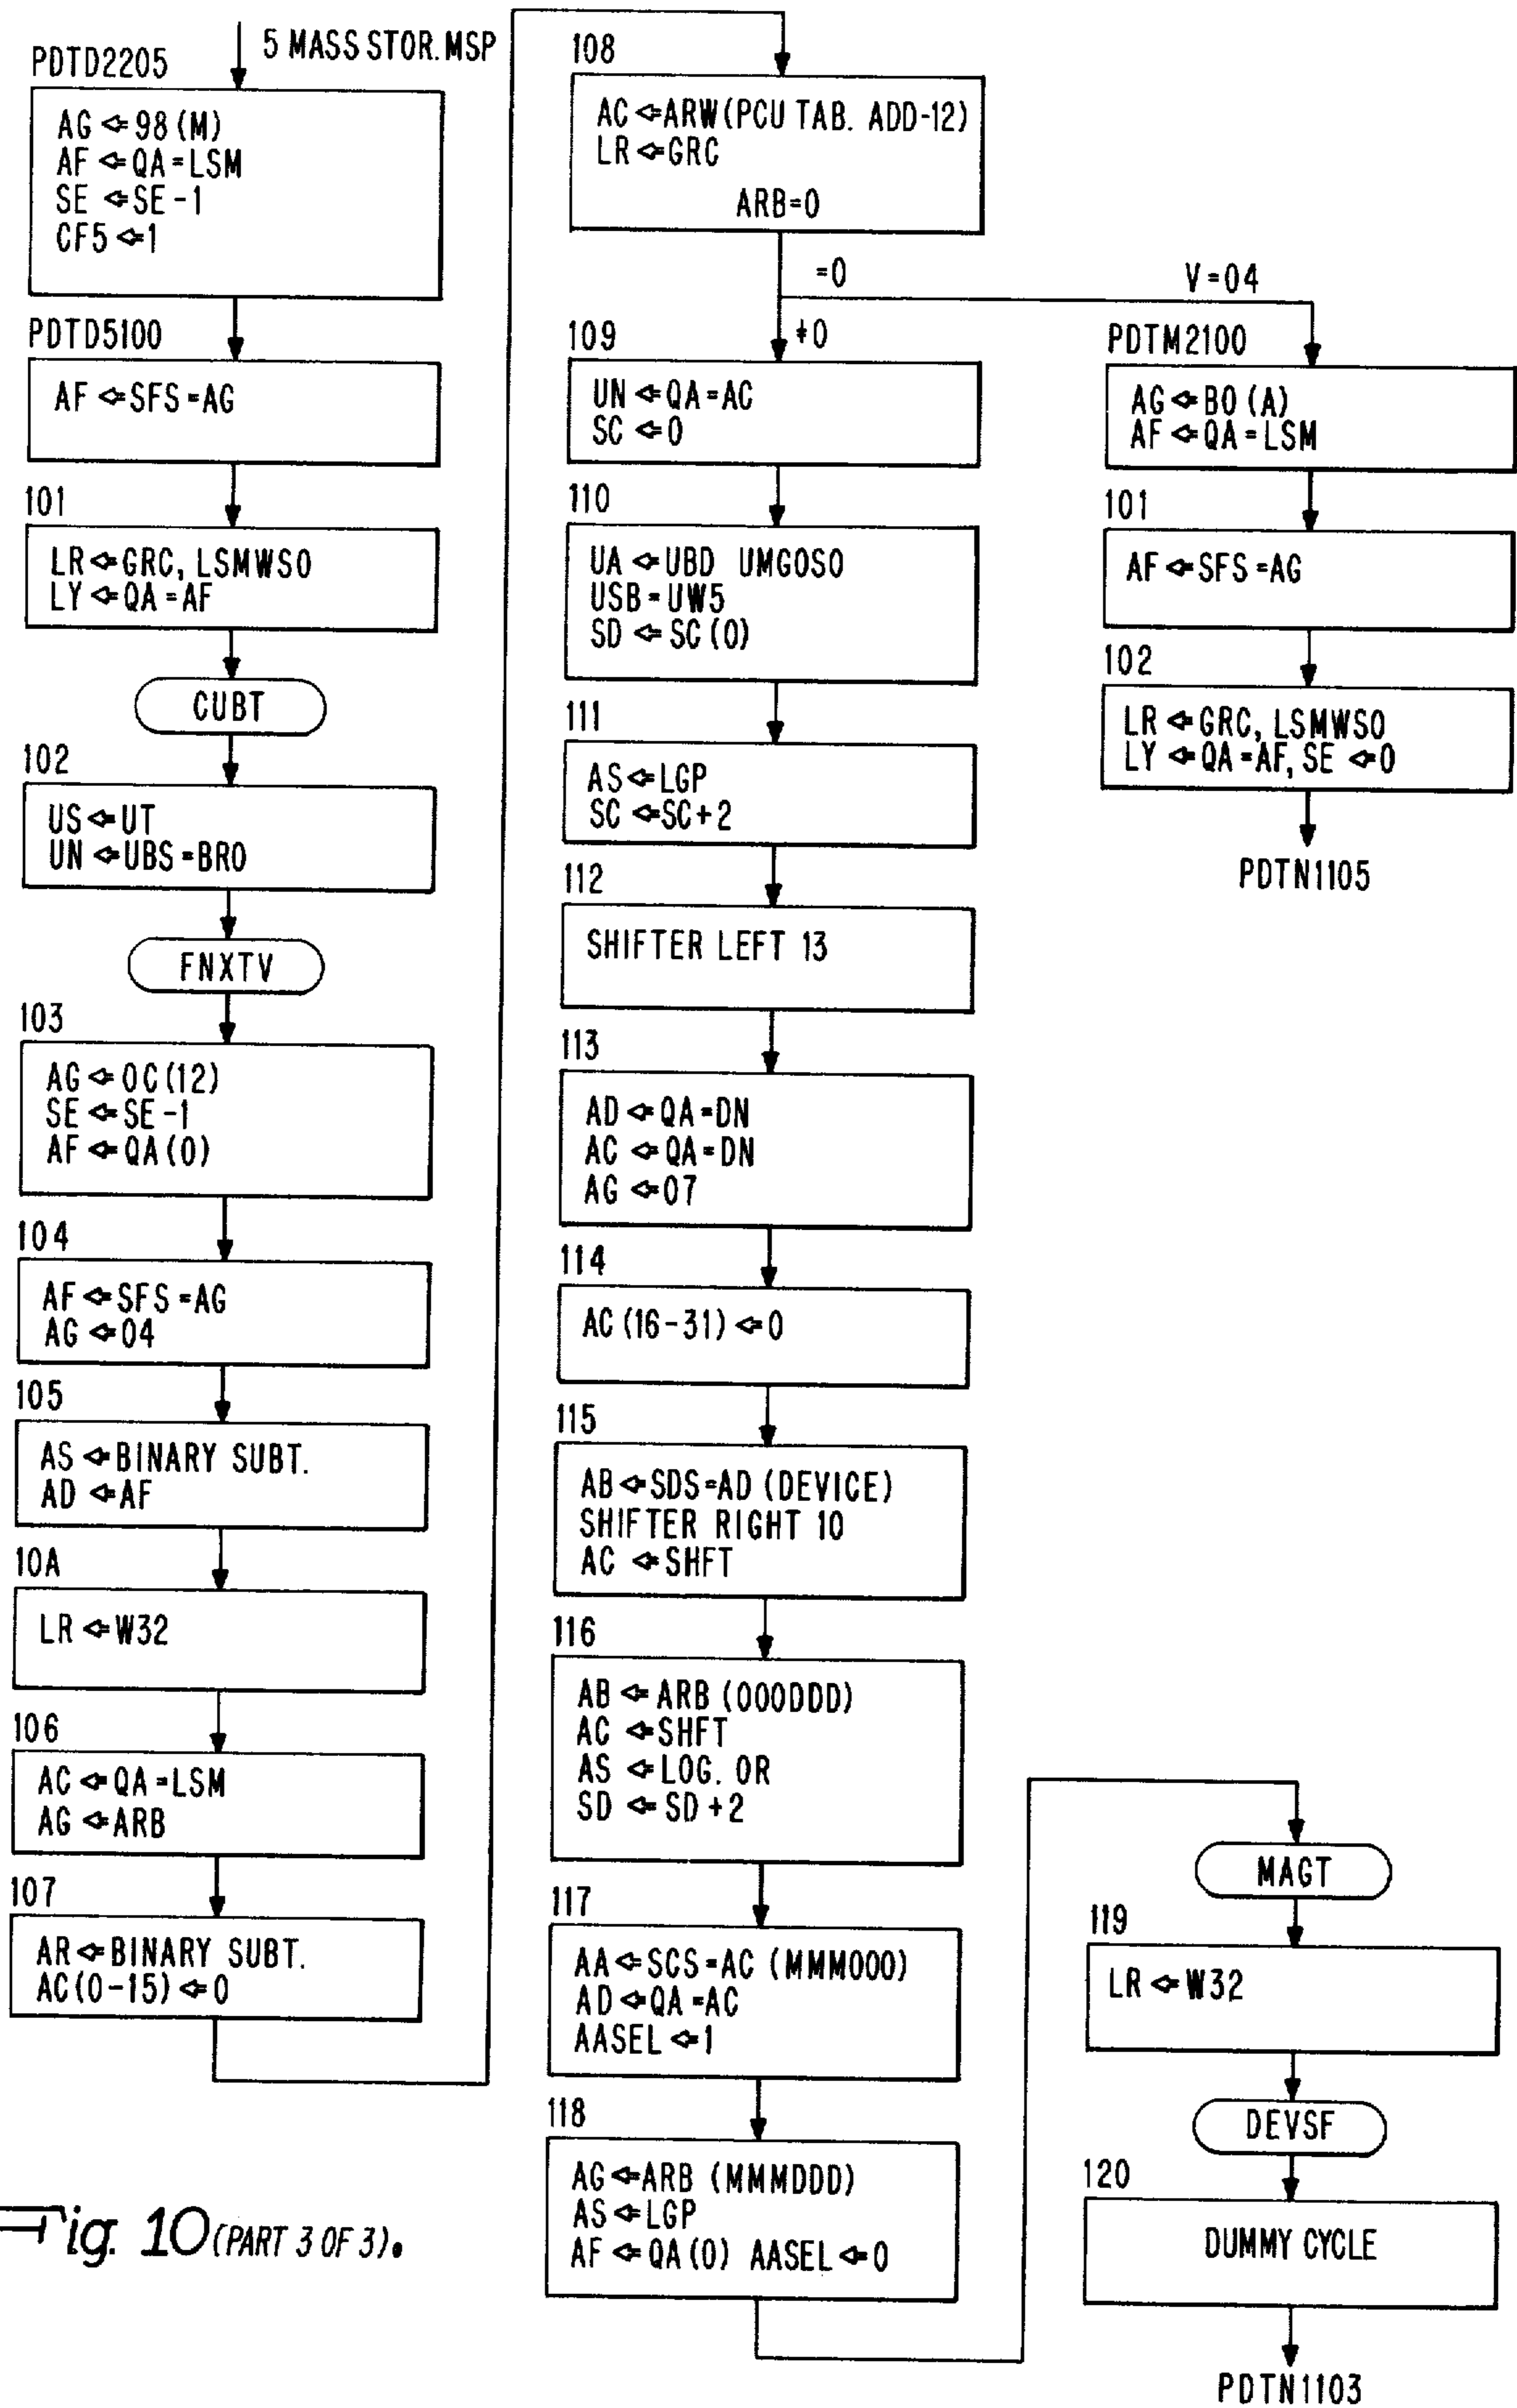 5 MASS STOR. MSP
PDTD2205
AG ⇐ 98 (M)
AF ⇐ QA = LSM
SE ⇐ SE - 1
CF5 ⇐ 1
PDTD5100
AF ⇐ SFS = AG
101
LR ⇐ GRC, LSMWSO
LY ⇐ QA = AF
CUBT
102
US ⇐ UT
UN ⇐ UBS = BRO
FNXTV
103
AG ⇐ 0C (12)
SE ⇐ SE - 1
AF ⇐ QA (0)
104
AF ⇐ SFS = AG
AG ⇐ 04
105
AS ⇐ BINARY SUBT.
AD ⇐ AF
10A
LR ⇐ W32
106
AC ⇐ QA = LSM
AG ⇐ ARB
107
AR ⇐ BINARY SUBT.
AC (0-15) ⇐ 0
108
AC ⇐ ARW (PCU TAB. ADD-12)
LR ⇐ GRC
ARB = 0
= 0
V = 04
≠ 0
109
UN ⇐ QA = AC
SC ⇐ 0
110
UA ⇐ UBD UMGOSO
USB = UW5
SD ⇐ SC (0)
111
AS ⇐ LGP
SC ⇐ SC + 2
112
SHIFTER LEFT 13
113
AD ⇐ QA = DN
AC ⇐ QA = DN
AG ⇐ 07
114
AC (16-31) ⇐ 0
115
AB ⇐ SDS = AD (DEVICE)
SHIFTER RIGHT 10
AC ⇐ SHFT
116
AB ⇐ ARB (000DDD)
AC ⇐ SHFT
AS ⇐ LOG. OR
SD ⇐ SD + 2
117
AA ⇐ SCS = AC (MMM000)
AD ⇐ QA = AC
AASEL ⇐ 1
118
AG ⇐ ARB (MMMDDD)
AS ⇐ LGP
AF ⇐ QA (0) AASEL ⇐ 0
PDTM2100
AG ⇐ B0 (A)
AF ⇐ QA = LSM
101
AF ⇐ SFS = AG
102
LR ⇐ GRC, LSMWSO
LY ⇐ QA = AF, SE ⇐ 0
PDTN1105
MAGT
119
LR ⇐ W32
DEVSF
120
DUMMY CYCLE
PDTN1103
Fig. 10 (PART 3 OF 3).